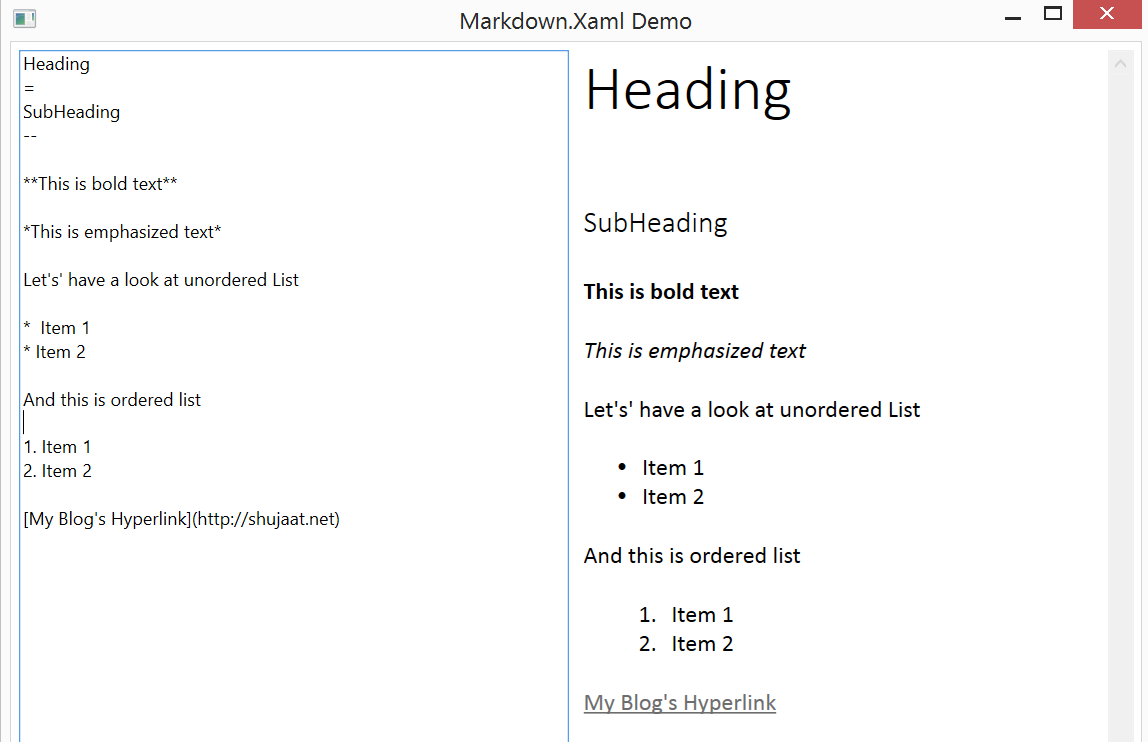 Markdown.Xaml Demo
Heading
=
SubHeading
--
**This is bold text**
*This is emphasized text*
Let's' have a look at unordered List
*  Item 1
* Item 2
And this is ordered list
1. Item 1
2. Item 2
[My Blog's Hyperlink](http://shujaat.net)
Heading
SubHeading
This is bold text
This is emphasized text
Let's' have a look at unordered List
• Item 1
• Item 2
And this is ordered list
1. Item 1
2. Item 2
My Blog's Hyperlink